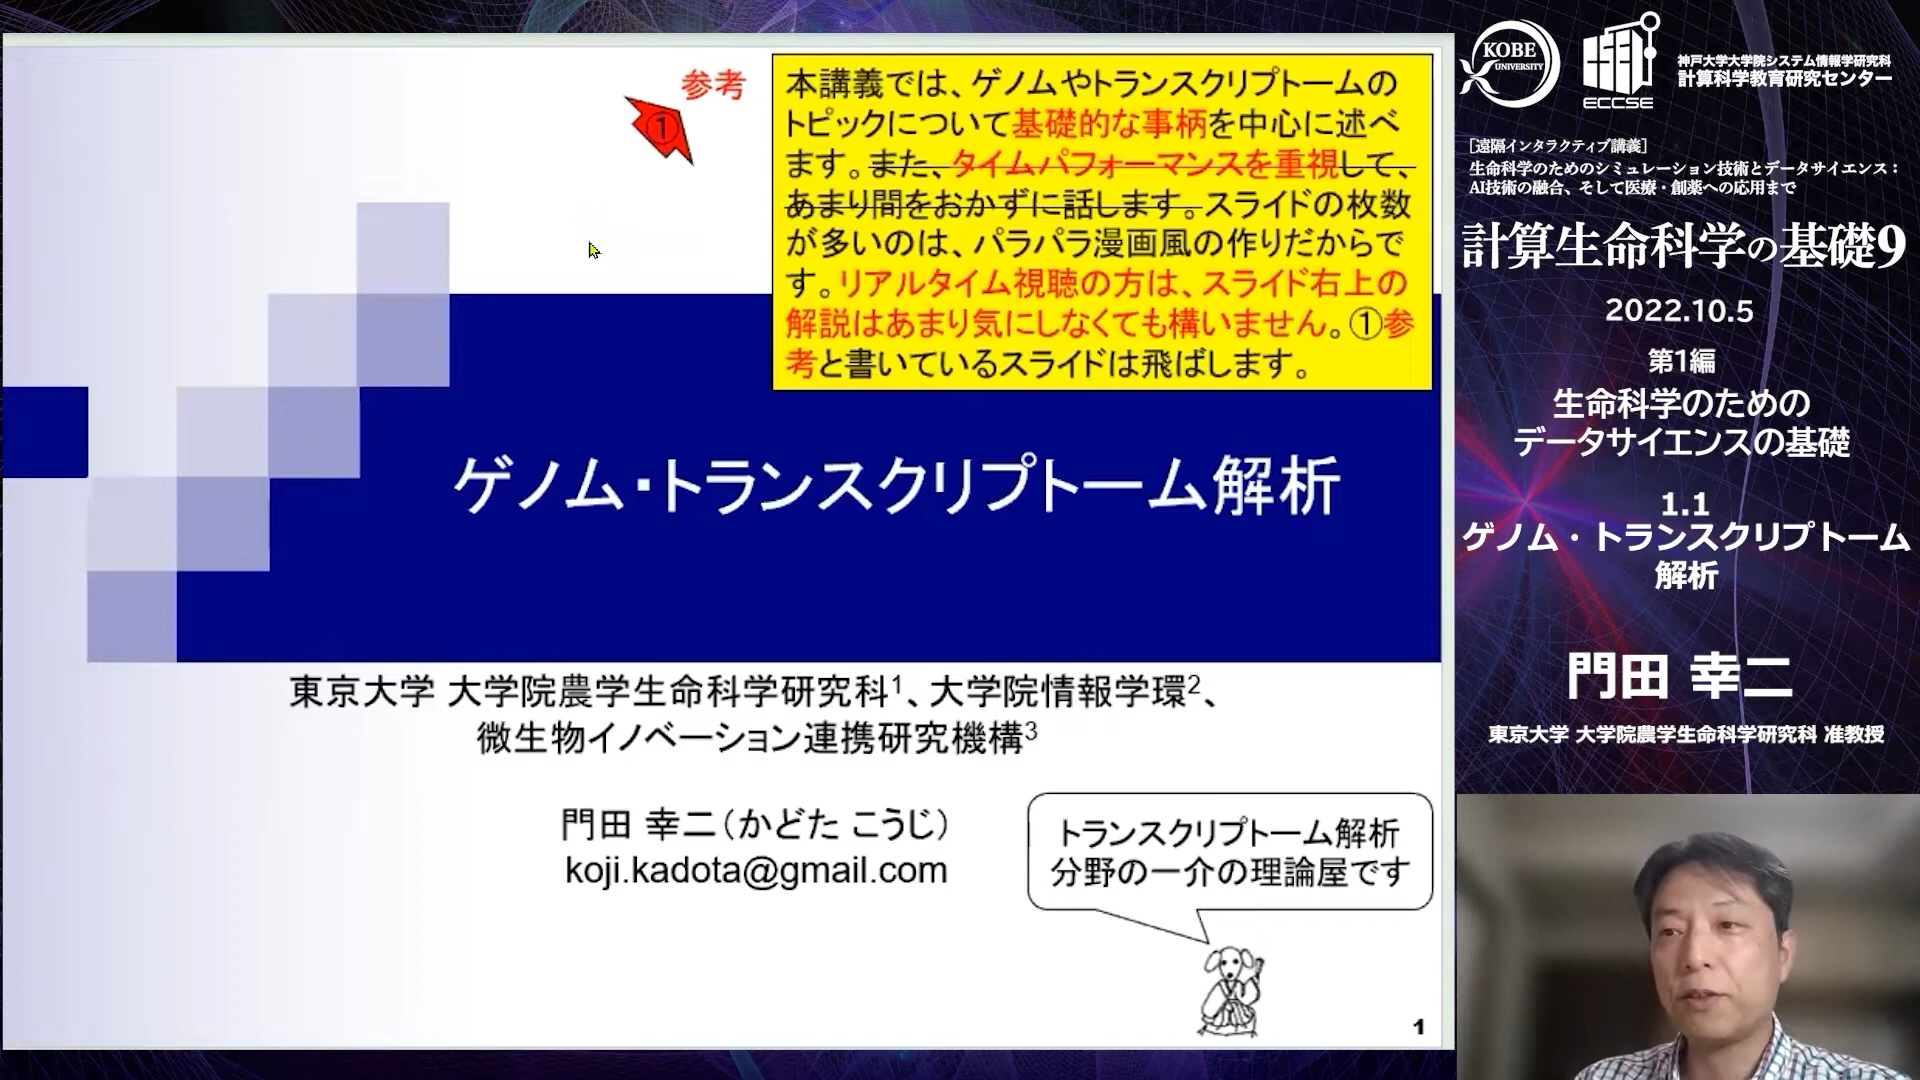 参考
①
本講義では、ゲノムやトランスクリプトームの
トピックについて基礎的な事柄を中心に述べ
ます。また、タイムパフォーマンスを重視して、
あまり間をおかずに話します。スライドの枚数
が多いのは、パラパラ漫画風の作りだからで
す。リアルタイム視聴の方は、スライド右上の
解説はあまり気にしなくても構いません。①参
考と書いているスライドは飛ばします。
ゲノム・トランスクリプトーム解析
東京大学 大学院農学生命科学研究科1、大学院情報学環2、
微生物イノベーション連携研究機構3
門田 幸二（かどた こうじ）
koji.kadota@gmail.com
トランスクリプトーム解析
分野の一介の理論屋です
1
KOBE
UNIVERSITY
ECCSE
神戸大学大学院システム情報学研究科
計算科学教育研究センター
［遠隔インタラクティブ講義］
生命科学のためのシミュレーション技術とデータサイエンス：
AI技術の融合、そして医療・創薬への応用まで
計算生命科学の基礎9
2022.10.5
第1編
生命科学のための
データサイエンスの基礎
1.1
ゲノム・トランスクリプトーム
解析
門田 幸二
東京大学 大学院農学生命科学研究科 准教授